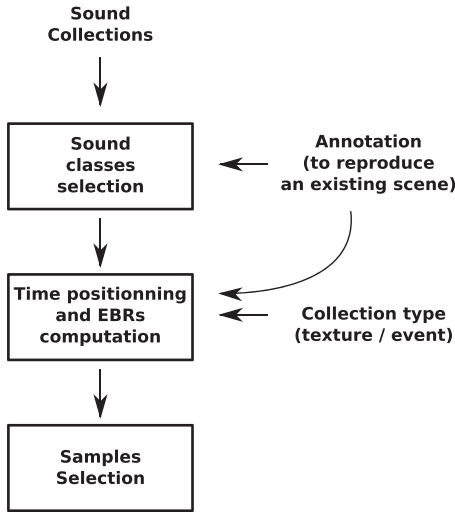 Sound
Collections
Sound
classes
selection
Annotation
(to reproduce
an existing scene)
Time positionning
and EBRs
computation
Collection type
(texture / event)
Samples
Selection